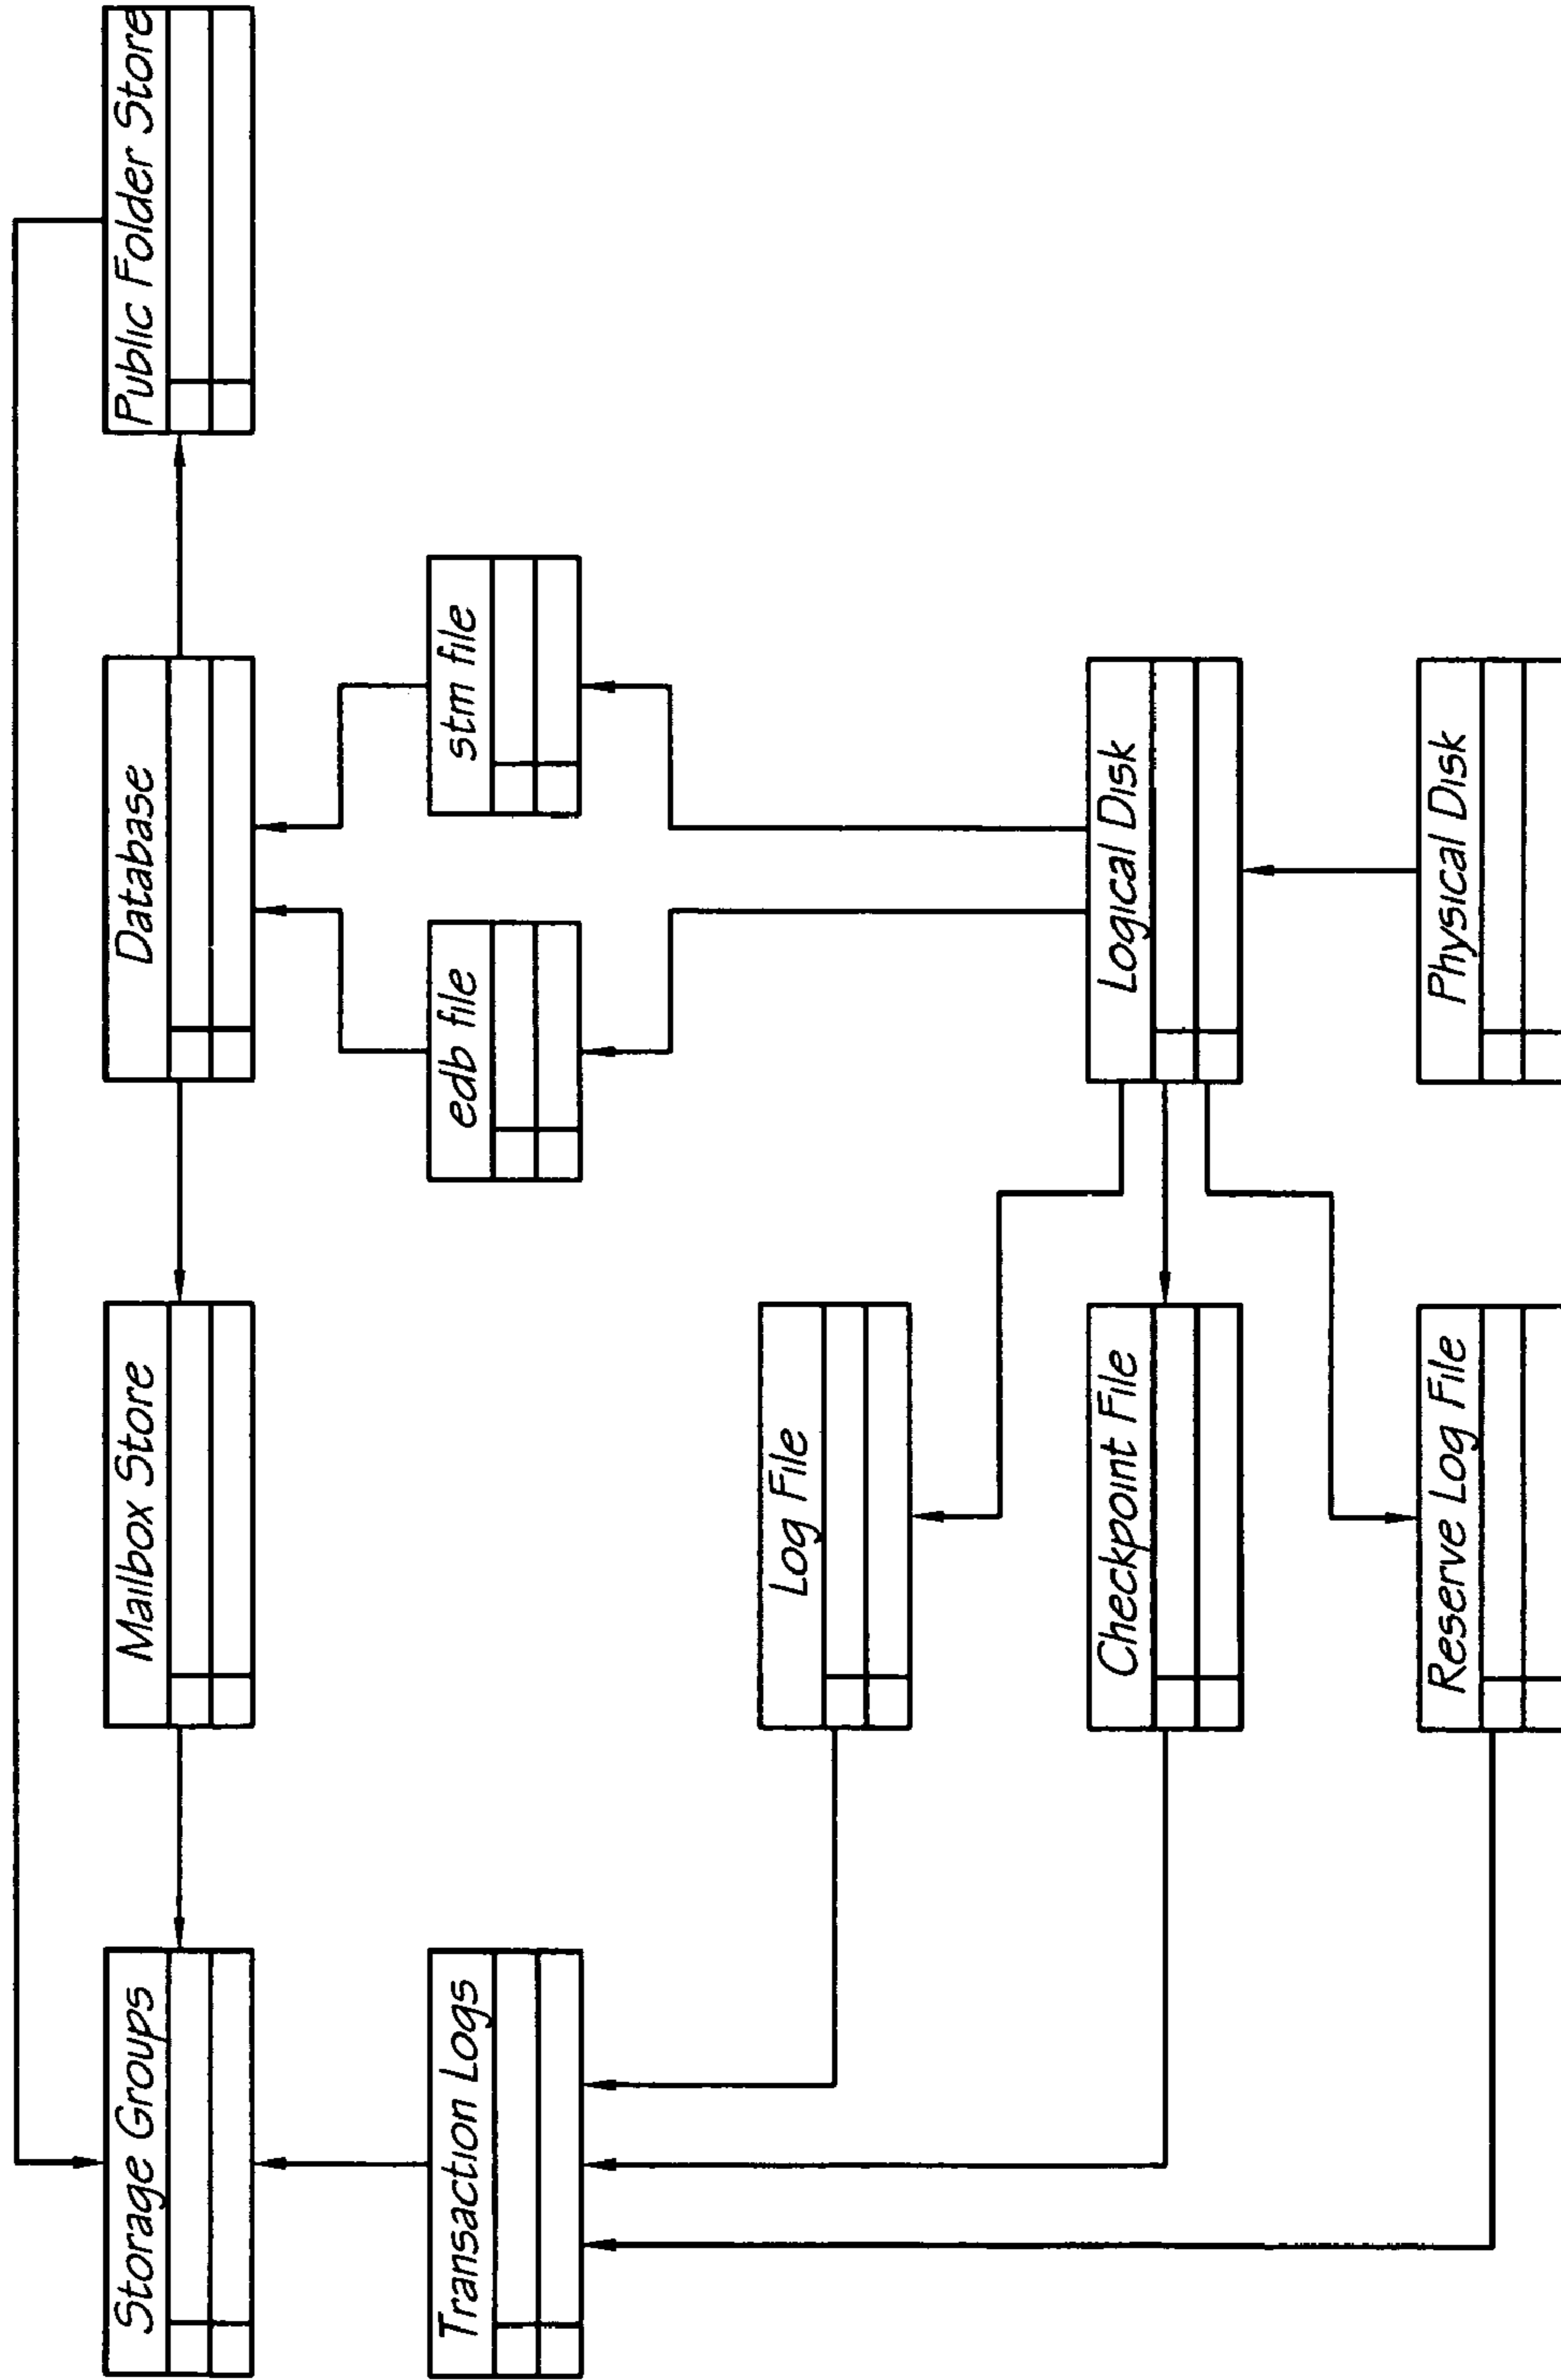 Storage Groups
Mailbox Store
Database
Public Folder Store
Transaction Logs
edb file
stm file
Log File
Checkpoint File
Logical Disk
Reserve Log File
Physical Disk